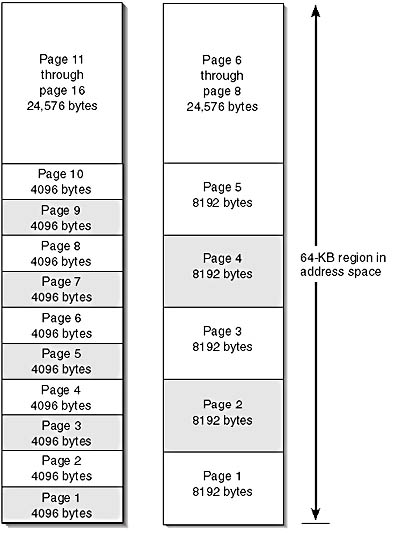 Page 11
through
page 16
24,576 bytes
Page 10
4096 bytes
Page 9
4096 bytes
Page 8
4096 bytes
Page 7
4096 bytes
Page 6
4096 bytes
Page 5
4096 bytes
Page 4
4096 bytes
Page 3
4096 bytes
Page 2
4096 bytes
Page 1
4096 bytes
Page 6
through
page 8
24,576 bytes
Page 5
8192 bytes
Page 4
8192 bytes
Page 3
8192 bytes
Page 2
8192 bytes
Page 1
8192 bytes
64-KB region in
address space